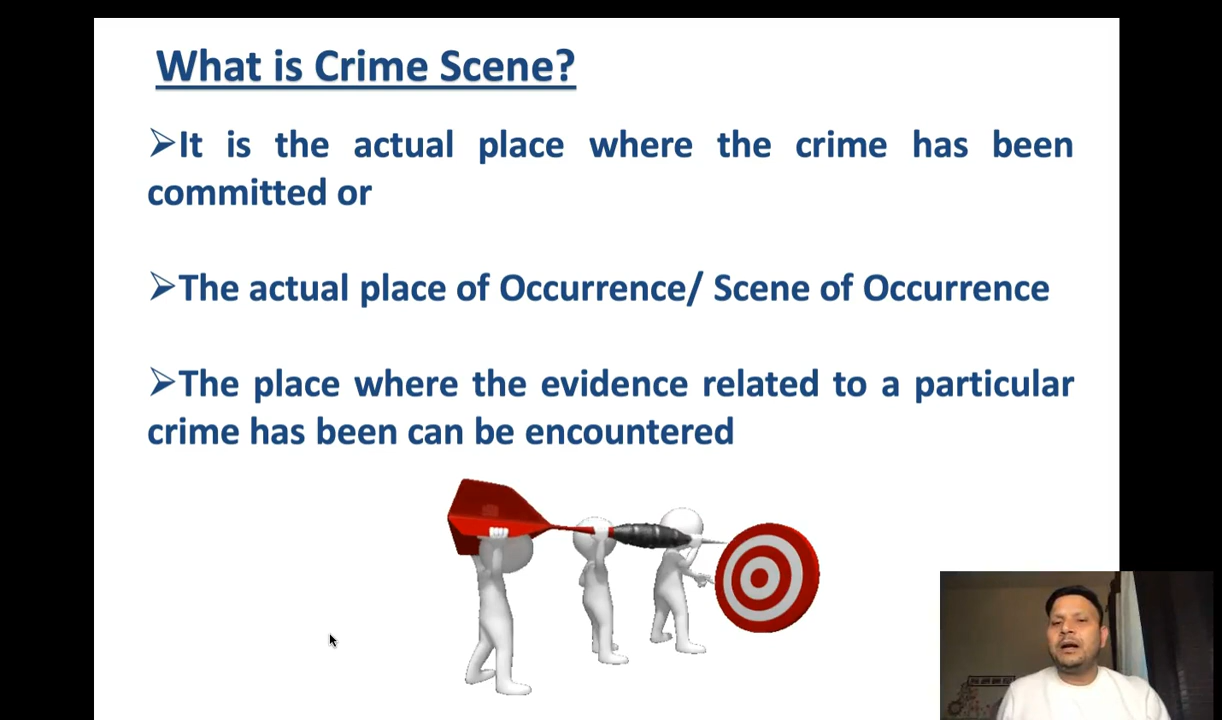 What is Crime Scene?
➢It is the actual place where the crime has been
committed or
➢The actual place of Occurrence/ Scene of Occurrence
➢The place where the evidence related to a particular
crime has been can be encountered